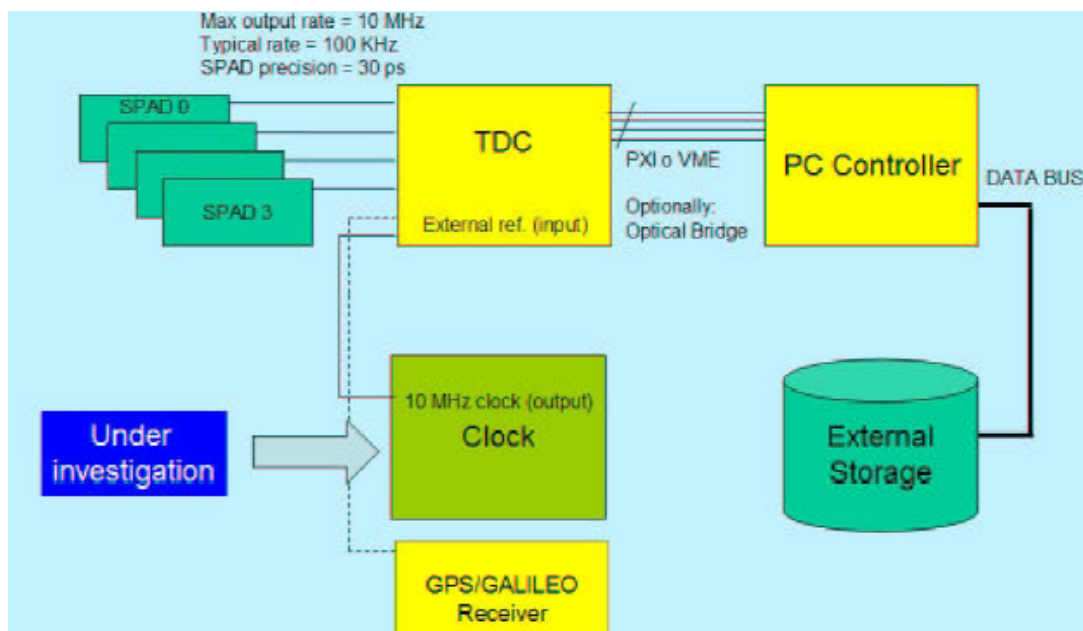 Max output rate = 10 MHz
Typical rate = 100 KHz
SPAD precision = 30 ps
SPAD 0
SPAD 3
TDC
External ref. (input)
PXI o VME
Optionally:
Optical Bridge
PC Controller
DATA BUS
10 MHz clock (output)
Clock
Under
investigation
External
Storage
GPS/GALILEO
Receiver